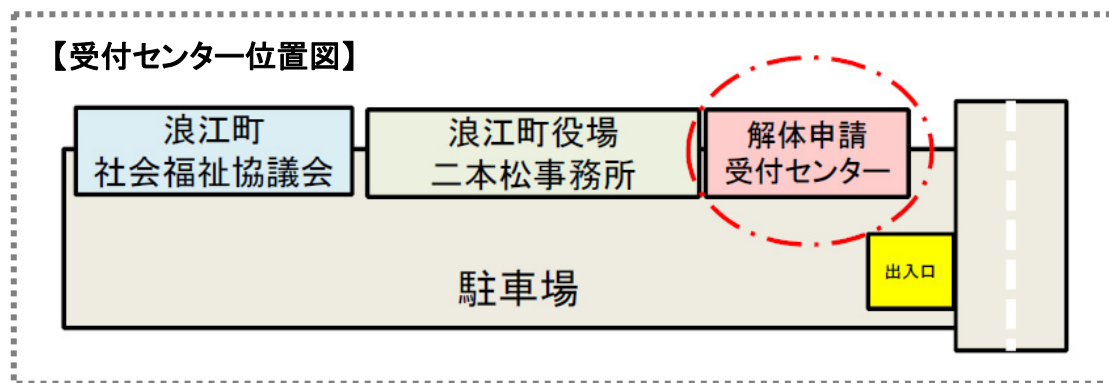 【受付センター位置図】
浪江町
社会福祉協議会
浪江町役場
二本松事務所
解体申請
受付センター
出入口
駐車場